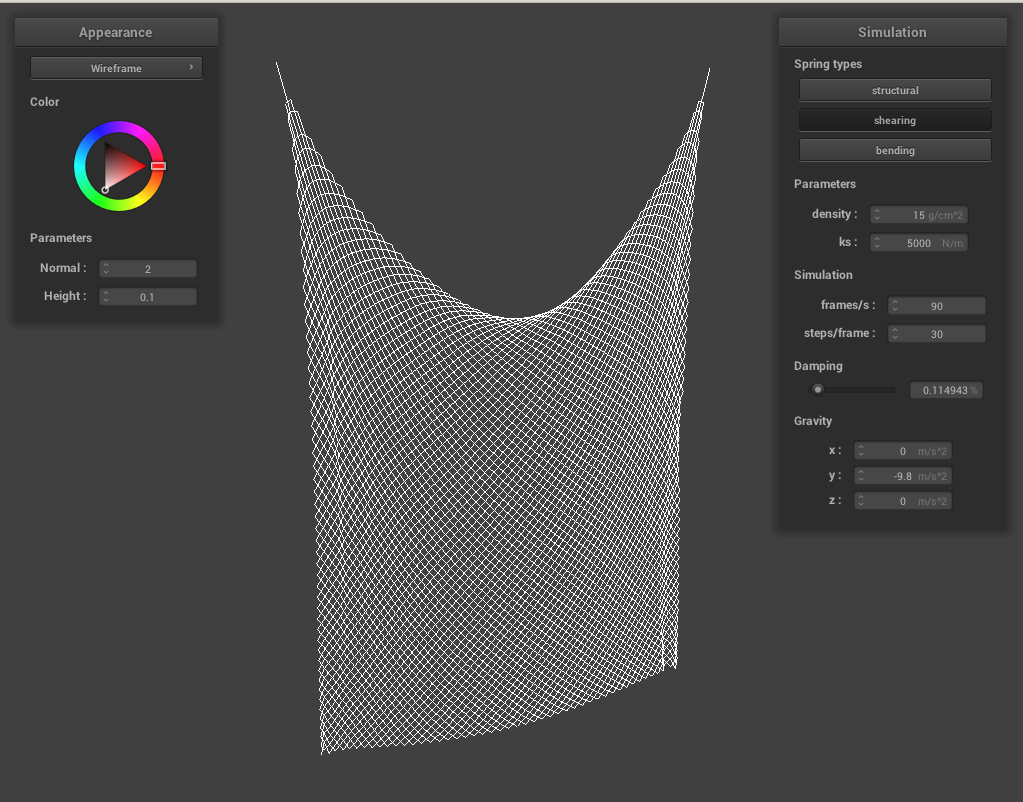 Appearance
Wireframe ›
Color
Parameters
Normal : 2
Height : 0.1
Simulation
Spring types
structural
shearing
bending
Parameters
density : 15 g/cm^2
ks : 5000 N/m
Simulation
frames/s : 90
steps/frame : 30
Damping
0.114943 %
Gravity
x : 0 m/s^2
y : -9.8 m/s^2
z : 0 m/s^2